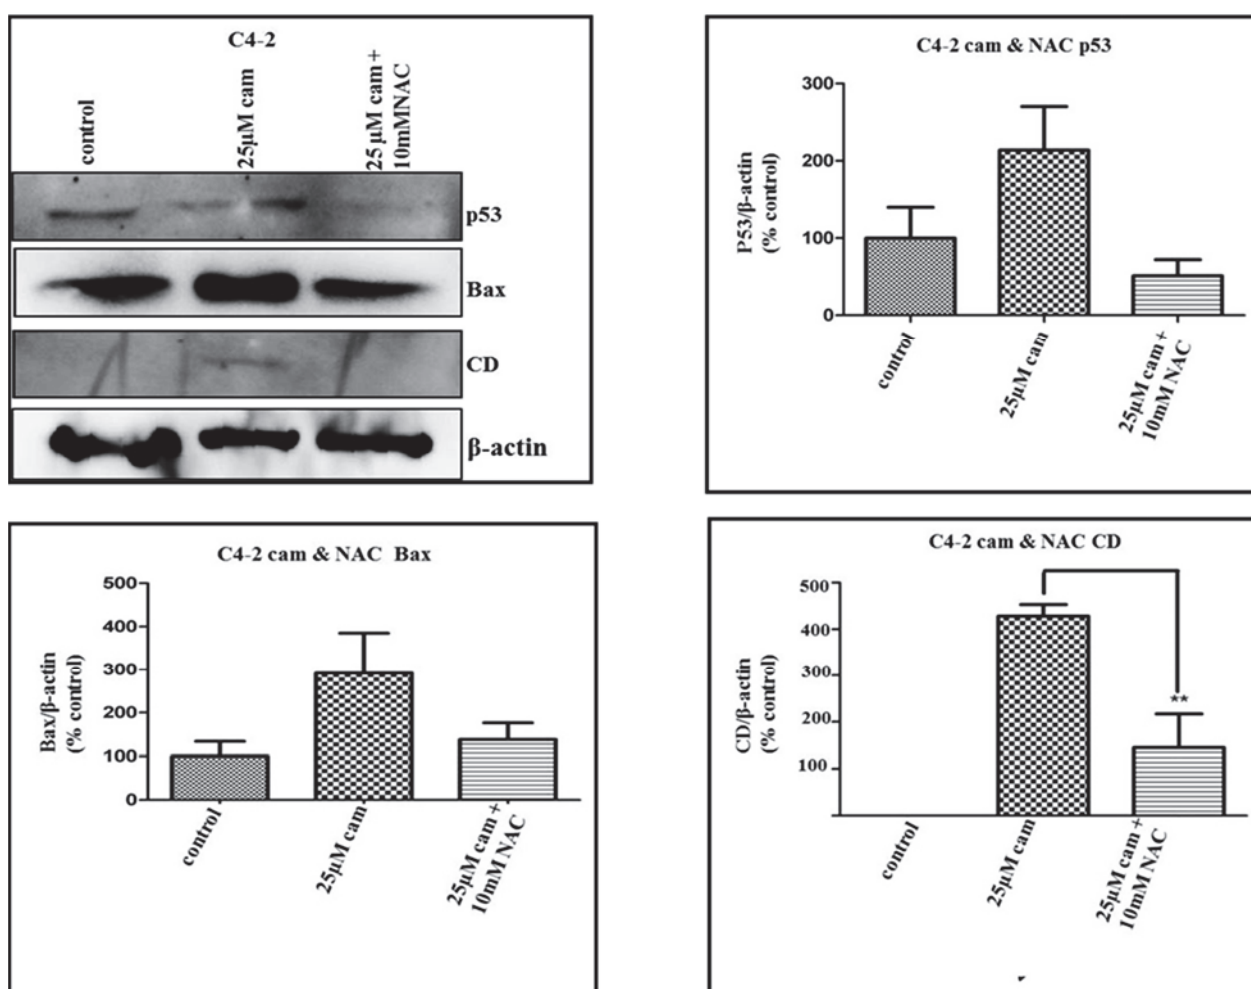 C4-2
control
25µM cam
25 µM cam +
10mMNAC
p53
Bax
CD
β-actin
C4-2 cam & NAC p53
P53/β-actin
(% control)
300
200
100
0
control
25µM cam
25µM cam +
10mM NAC
C4-2 cam & NAC Bax
Bax/β-actin
(% control)
500
400
300
200
100
0
control
25µM cam
25µM cam +
10mM NAC
C4-2 cam & NAC CD
CD/β-actin
(% control)
500
400
300
200
100
**
control
25µM cam
25µM cam +
10mM NAC